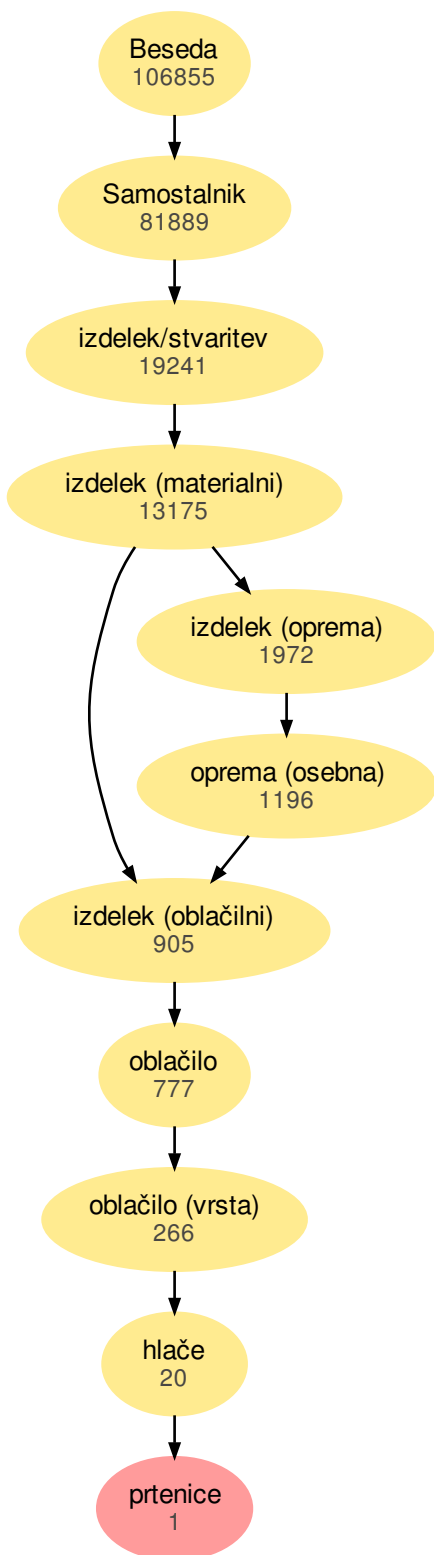 Beseda
106855
Samostalnik
81889
izdelek/stvaritev
19241
izdelek (materialni)
13175
izdelek (oprema)
1972
oprema (osebna)
1196
izdelek (oblačilni)
905
oblačilo
777
oblačilo (vrsta)
266
hlače
20
prtenice
1